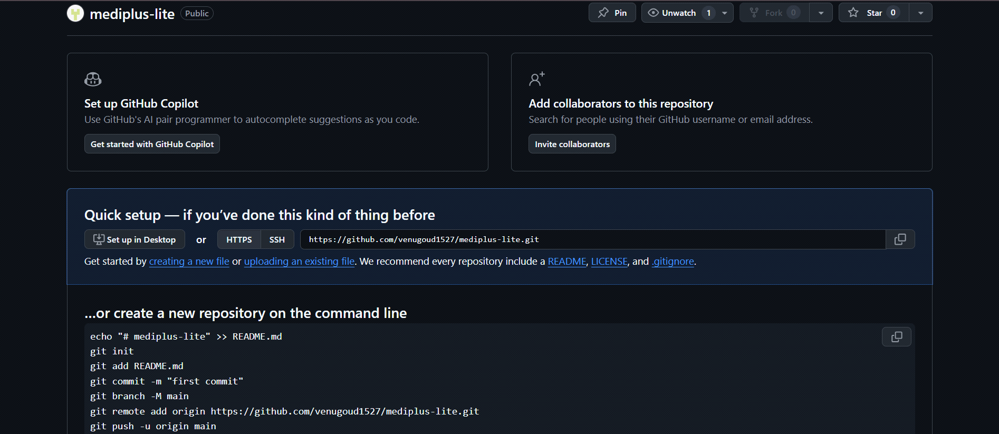 mediplus-lite Public Pin Unwatch 1 Fork 0 Star 0
Set up GitHub Copilot
Use GitHub's AI pair programmer to autocomplete suggestions as you code.
Get started with GitHub Copilot
Add collaborators to this repository
Search for people using their GitHub username or email address.
Invite collaborators
Quick setup — if you’ve done this kind of thing before
Set up in Desktop or HTTPS SSH https://github.com/venugoud1527/mediplus-lite.git
Get started by creating a new file or uploading an existing file. We recommend every repository include a README, LICENSE, and .gitignore.
…or create a new repository on the command line
echo "# mediplus-lite" >> README.md
git init
git add README.md
git commit -m "first commit"
git branch -M main
git remote add origin https://github.com/venugoud1527/mediplus-lite.git
git push -u origin main